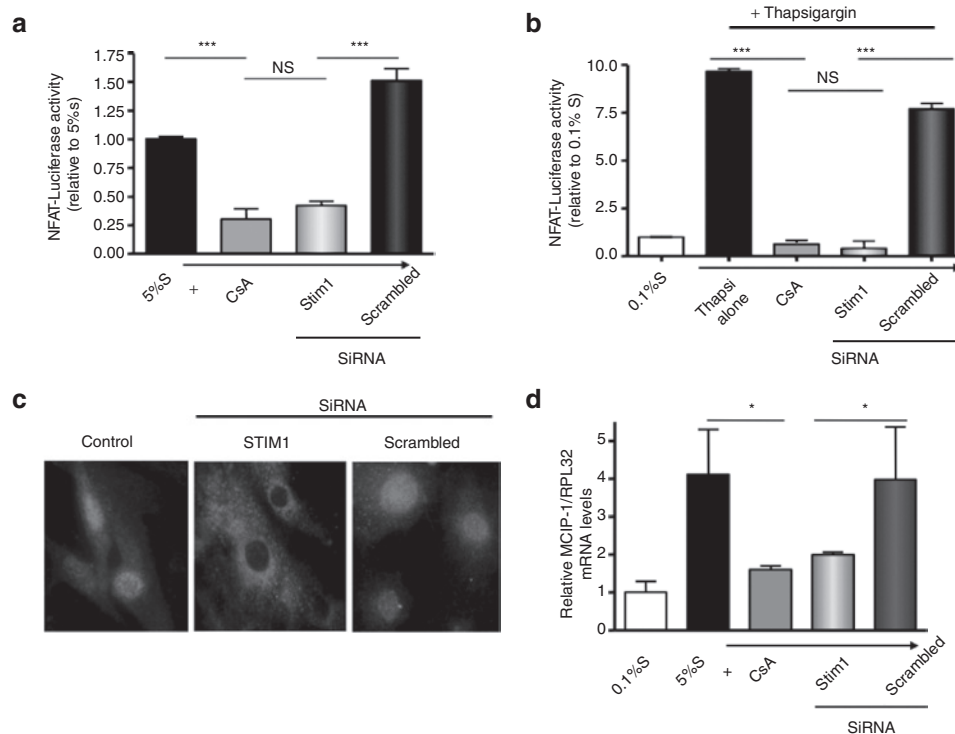 a
NFAT-Luciferase activity
(relative to 5%s)
1.75
1.50
1.25
1.00
0.75
0.50
0.25
0.00
***
NS
***
5%S
+
CsA
Stim1
Scrambled
SiRNA
b
+ Thapsigargin
NFAT-Luciferase activity
(relative to 0.1% S)
10.0
7.5
5.0
2.5
0.0
***
NS
***
0.1%S
Thapsi
alone
CsA
Stim1
Scrambled
SiRNA
c
SiRNA
Control
STIM1
Scrambled
d
Relative MCIP-1/RPL32
mRNA levels
5
4
3
2
1
0
*
*
0.1%S
5%S
+
CsA
Stim1
Scrambled
SiRNA